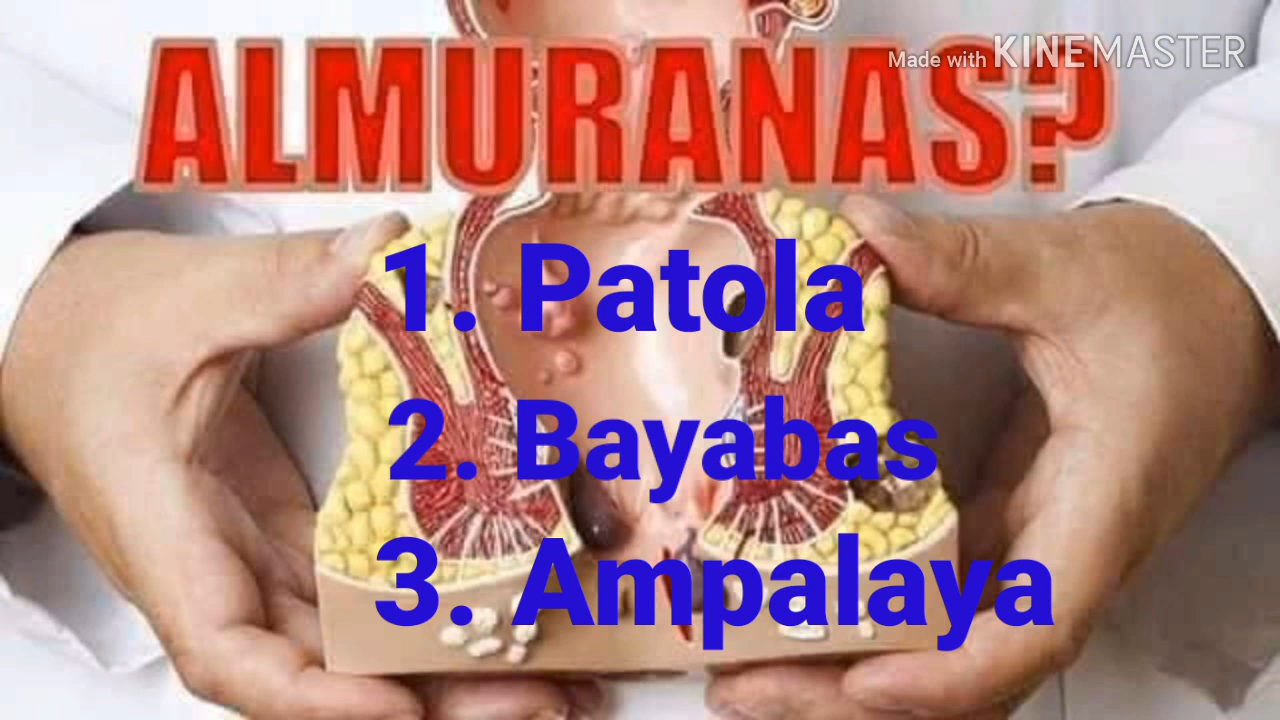 ALMURANAS?
Made with KINEMASTER
1. Patola
2. Bayabas
3. Ampalaya